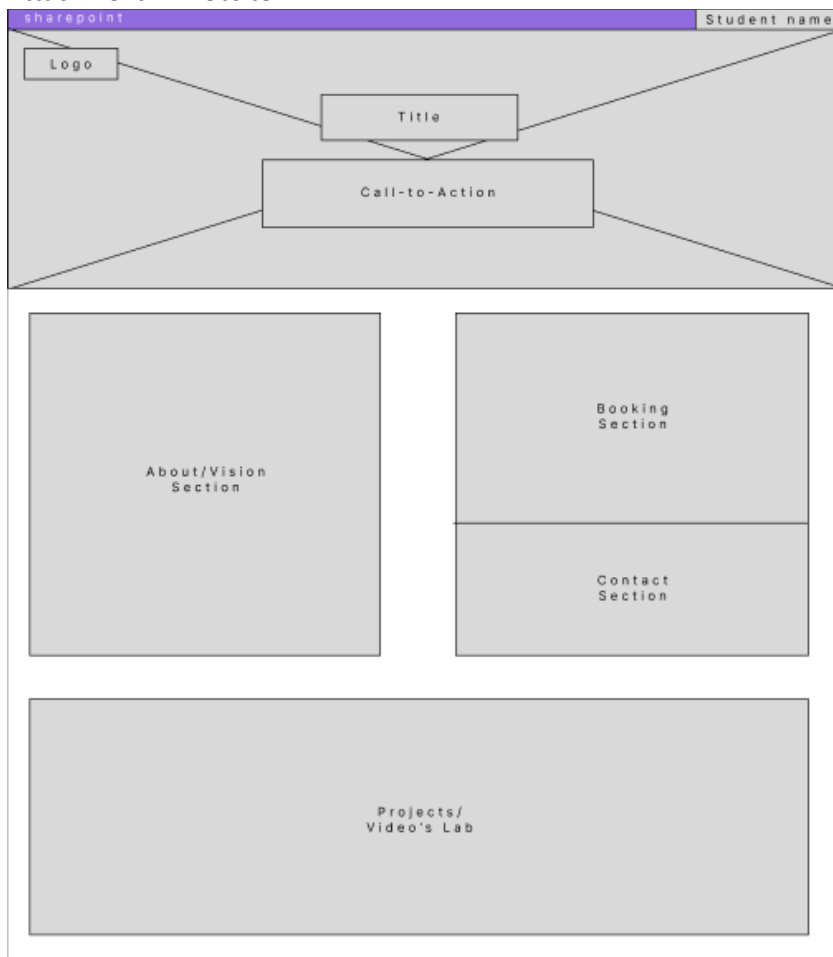 sharepoint
Student name
Logo
Title
Call-to-Action
About/Vision
Section
Booking
Section
Contact
Section
Projects/
Video's Lab